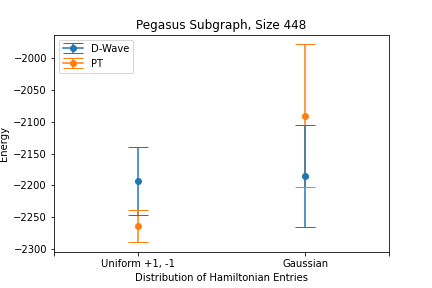 Pegasus Subgraph, Size 448
D-Wave
PT
−2000
−2050
−2100
−2150
−2200
−2250
−2300
Energy
Uniform +1, -1 Gaussian
Distribution of Hamiltonian Entries